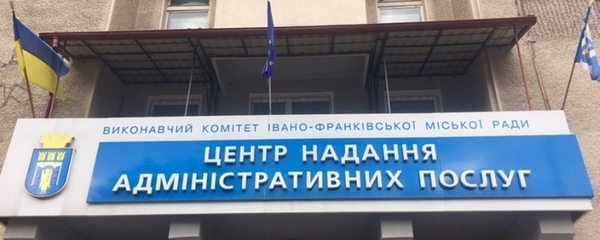 ВИКОНАВЧИЙ КОМІТЕТ ІВАНО-ФРАНКІВСЬКОЇ МІСЬКОЇ РАДИ
ЦЕНТР НАДАННЯ
АДМІНІСТРАТИВНИХ ПОСЛУГ